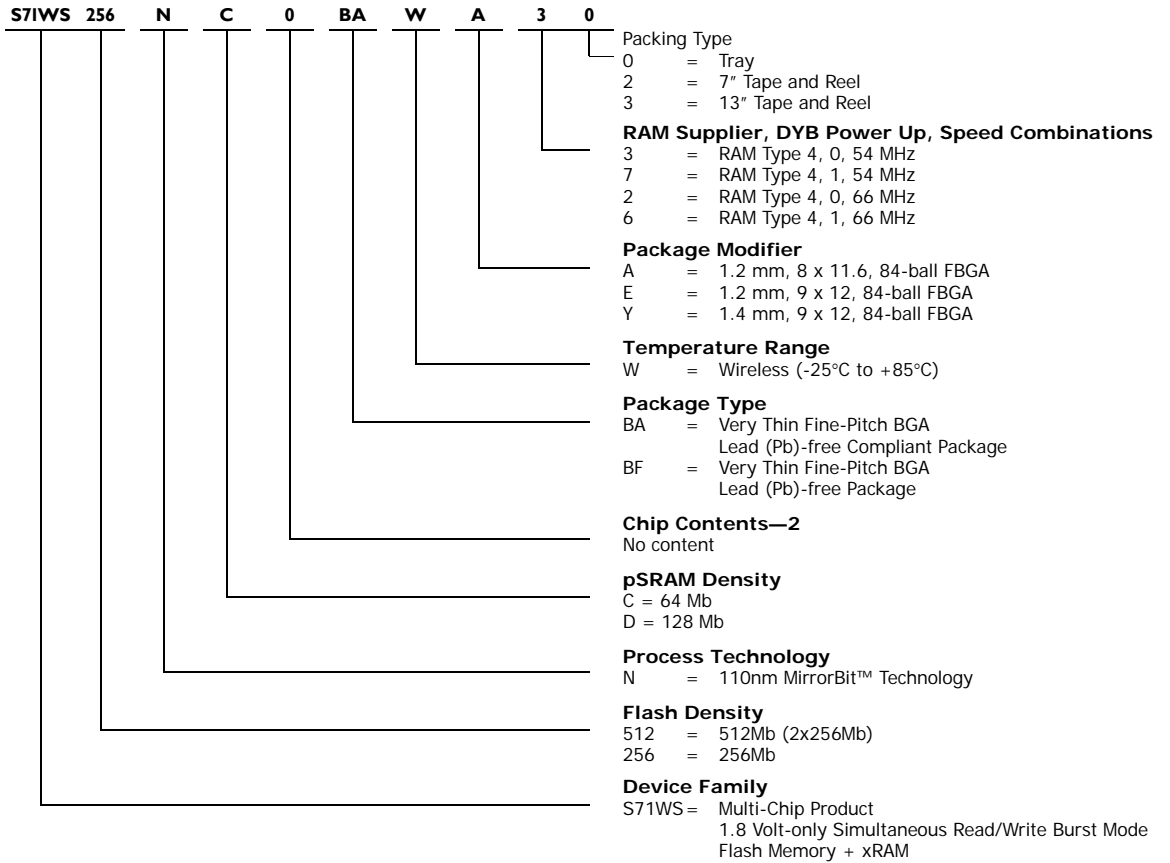 S71WS 256 N C 0 BA W A 3 0
Packing Type
0 = Tray
2 = 7″ Tape and Reel
3 = 13″ Tape and Reel
RAM Supplier, DYB Power Up, Speed Combinations
3 = RAM Type 4, 0, 54 MHz
7 = RAM Type 4, 1, 54 MHz
2 = RAM Type 4, 0, 66 MHz
6 = RAM Type 4, 1, 66 MHz
Package Modifier
A = 1.2 mm, 8 x 11.6, 84-ball FBGA
E = 1.2 mm, 9 x 12, 84-ball FBGA
Y = 1.4 mm, 9 x 12, 84-ball FBGA
Temperature Range
W = Wireless (-25°C to +85°C)
Package Type
BA = Very Thin Fine-Pitch BGA
Lead (Pb)-free Compliant Package
BF = Very Thin Fine-Pitch BGA
Lead (Pb)-free Package
Chip Contents—2
No content
pSRAM Density
C = 64 Mb
D = 128 Mb
Process Technology
N = 110nm MirrorBit™ Technology
Flash Density
512 = 512Mb (2x256Mb)
256 = 256Mb
Device Family
S71WS= Multi-Chip Product
1.8 Volt-only Simultaneous Read/Write Burst Mode
Flash Memory + xRAM